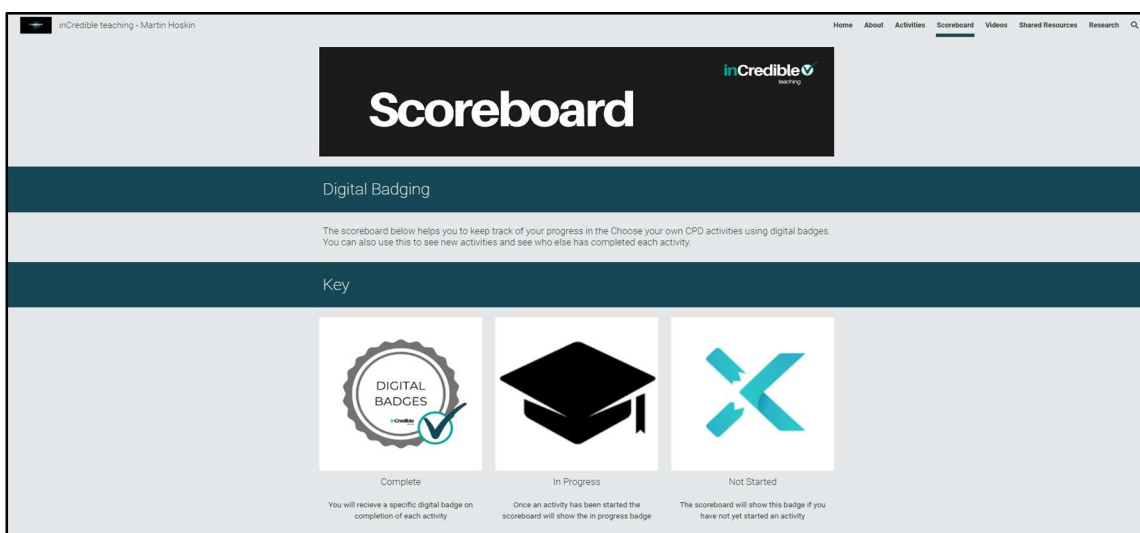 inCredible teaching - Martin Hoskin
Home About Activities Scoreboard Videos Shared Resources Research
inCredible
teaching
Scoreboard
Digital Badging
The scoreboard below helps you to keep track of your progress in the Choose your own CPD activities using digital badges.
You can also use this to see new activities and see who else has completed each activity.
Key
DIGITAL
BADGES
inCredible
Complete
In Progress
Not Started
You will recieve a specific digital badge on
completion of each activity
Once an activity has been started the
scoreboard will show the in progress badge
The scoreboard will show this badge if you
have not yet started an activity